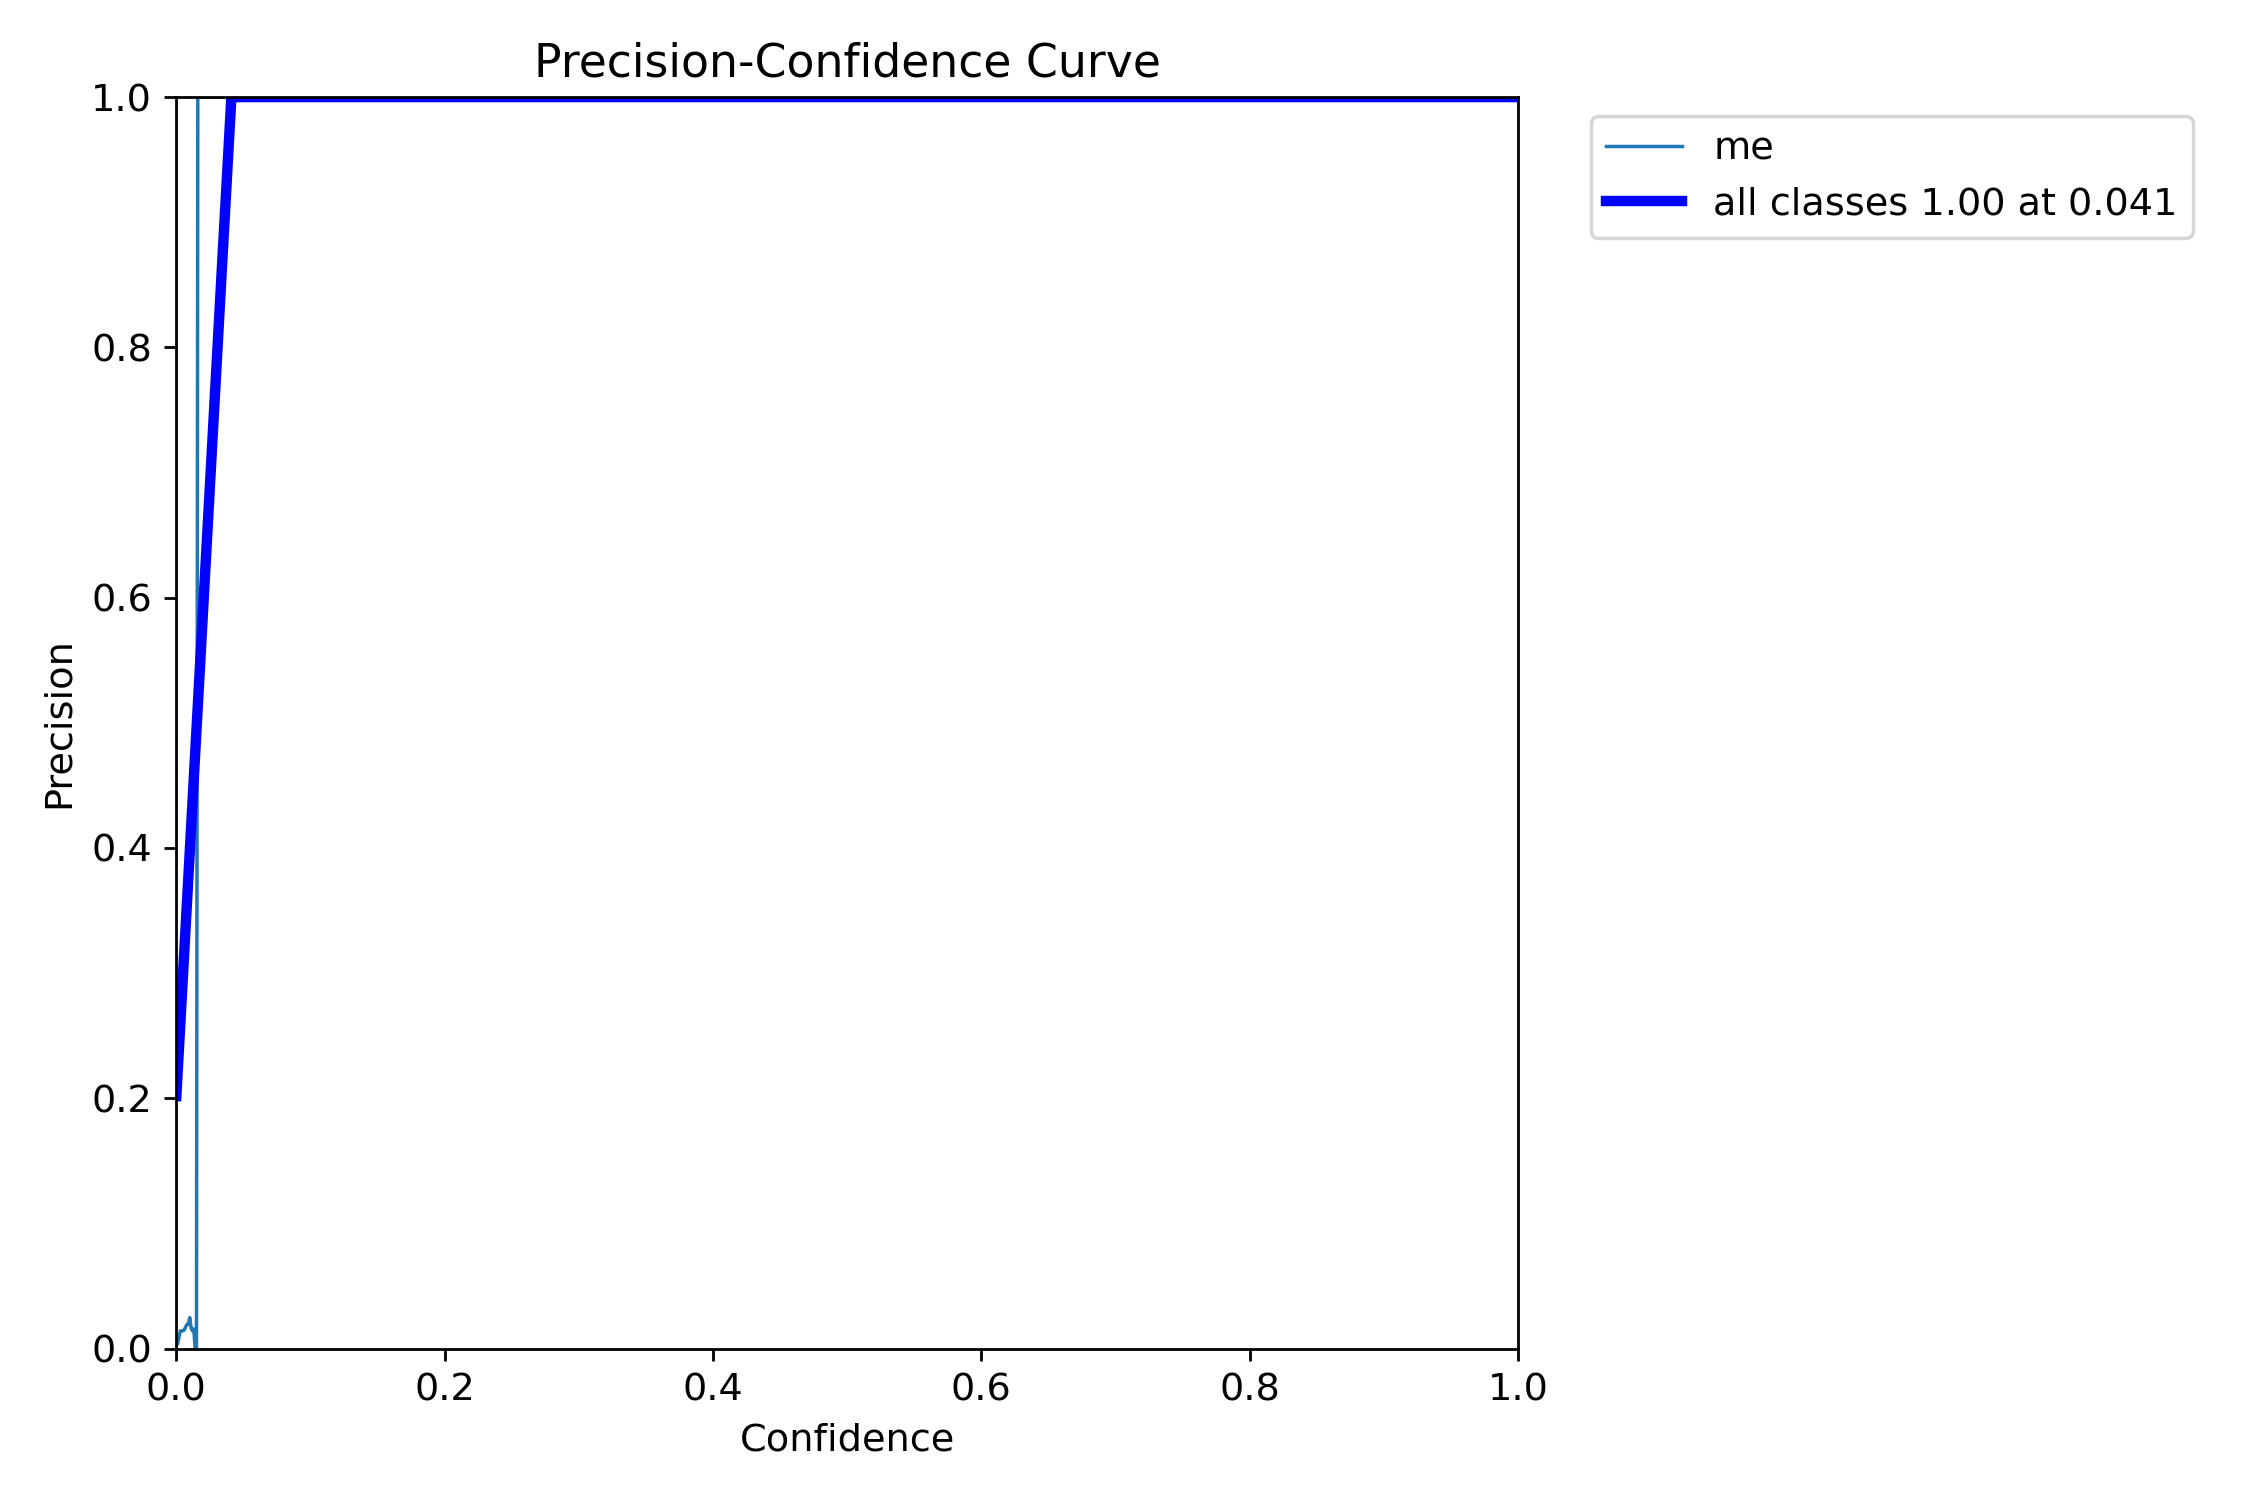 Precision-Confidence Curve
1.0
0.8
0.6
0.4
0.2
0.0
Precision
0.0 0.2 0.4 0.6 0.8 1.0
Confidence
me
all classes 1.00 at 0.041